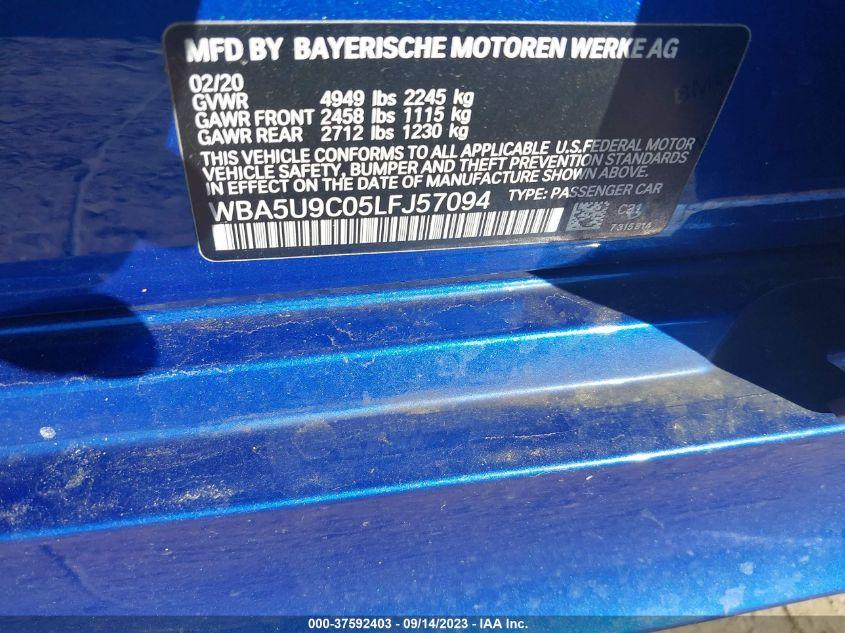 MFD BY BAYERISCHE MOTOREN WERKE AG
02/20
GVWR 4949 lbs 2245 kg
GAWR FRONT 2458 lbs 1115 kg
GAWR REAR 2712 lbs 1230 kg
THIS VEHICLE CONFORMS TO ALL APPLICABLE U.S.FEDERAL MOTOR
VEHICLE SAFETY, BUMPER AND THEFT PREVENTION STANDARDS
IN EFFECT ON THE DATE OF MANUFACTURE SHOWN ABOVE.
WBA5U9C05LFJ57094 TYPE: PASSENGER CAR
000-37592403 - 09/14/2023 - IAA Inc.